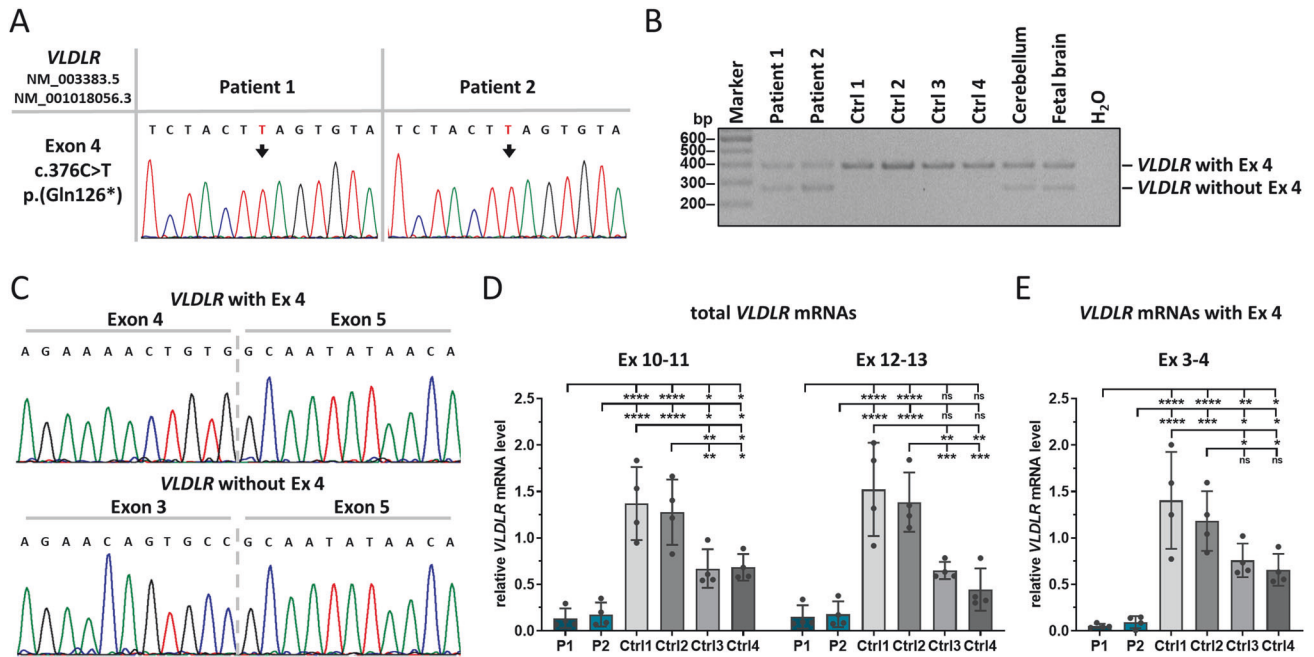 A
VLDLR
NM_003383.5
NM_001018056.3
Patient 1
Patient 2
Exon 4
c.376C>T
p.(Gln126*)
T C T A C T T A G T G T A
T C T A C T T A G T G T A
B
bp
Marker
Patient 1
Patient 2
Ctrl 1
Ctrl 2
Ctrl 3
Ctrl 4
Cerebellum
Fetal brain
H₂O
600–
500–
400–
300–
200–
– VLDLR with Ex 4
– VLDLR without Ex 4
C
VLDLR with Ex 4
Exon 4
Exon 5
A G A A A A C T G T G G C A A T A T A A C A
VLDLR without Ex 4
Exon 3
Exon 5
A G A A C A G T G C C G C A A T A T A A C A
D
total VLDLR mRNAs
Ex 10-11
Ex 12-13
relative VLDLR mRNA level
2.5
2.0
1.5
1.0
0.5
0.0
**** **** * *
**** **** * *
** *
** *
**** **** ns ns
**** **** ns ns
** **
*** ***
P1 P2 Ctrl1 Ctrl2 Ctrl3 Ctrl4
P1 P2 Ctrl1 Ctrl2 Ctrl3 Ctrl4
E
VLDLR mRNAs with Ex 4
Ex 3-4
relative VLDLR mRNA level
2.5
2.0
1.5
1.0
0.5
0.0
**** **** ** *
*** *** * *
* *
ns ns
P1 P2 Ctrl1 Ctrl2 Ctrl3 Ctrl4